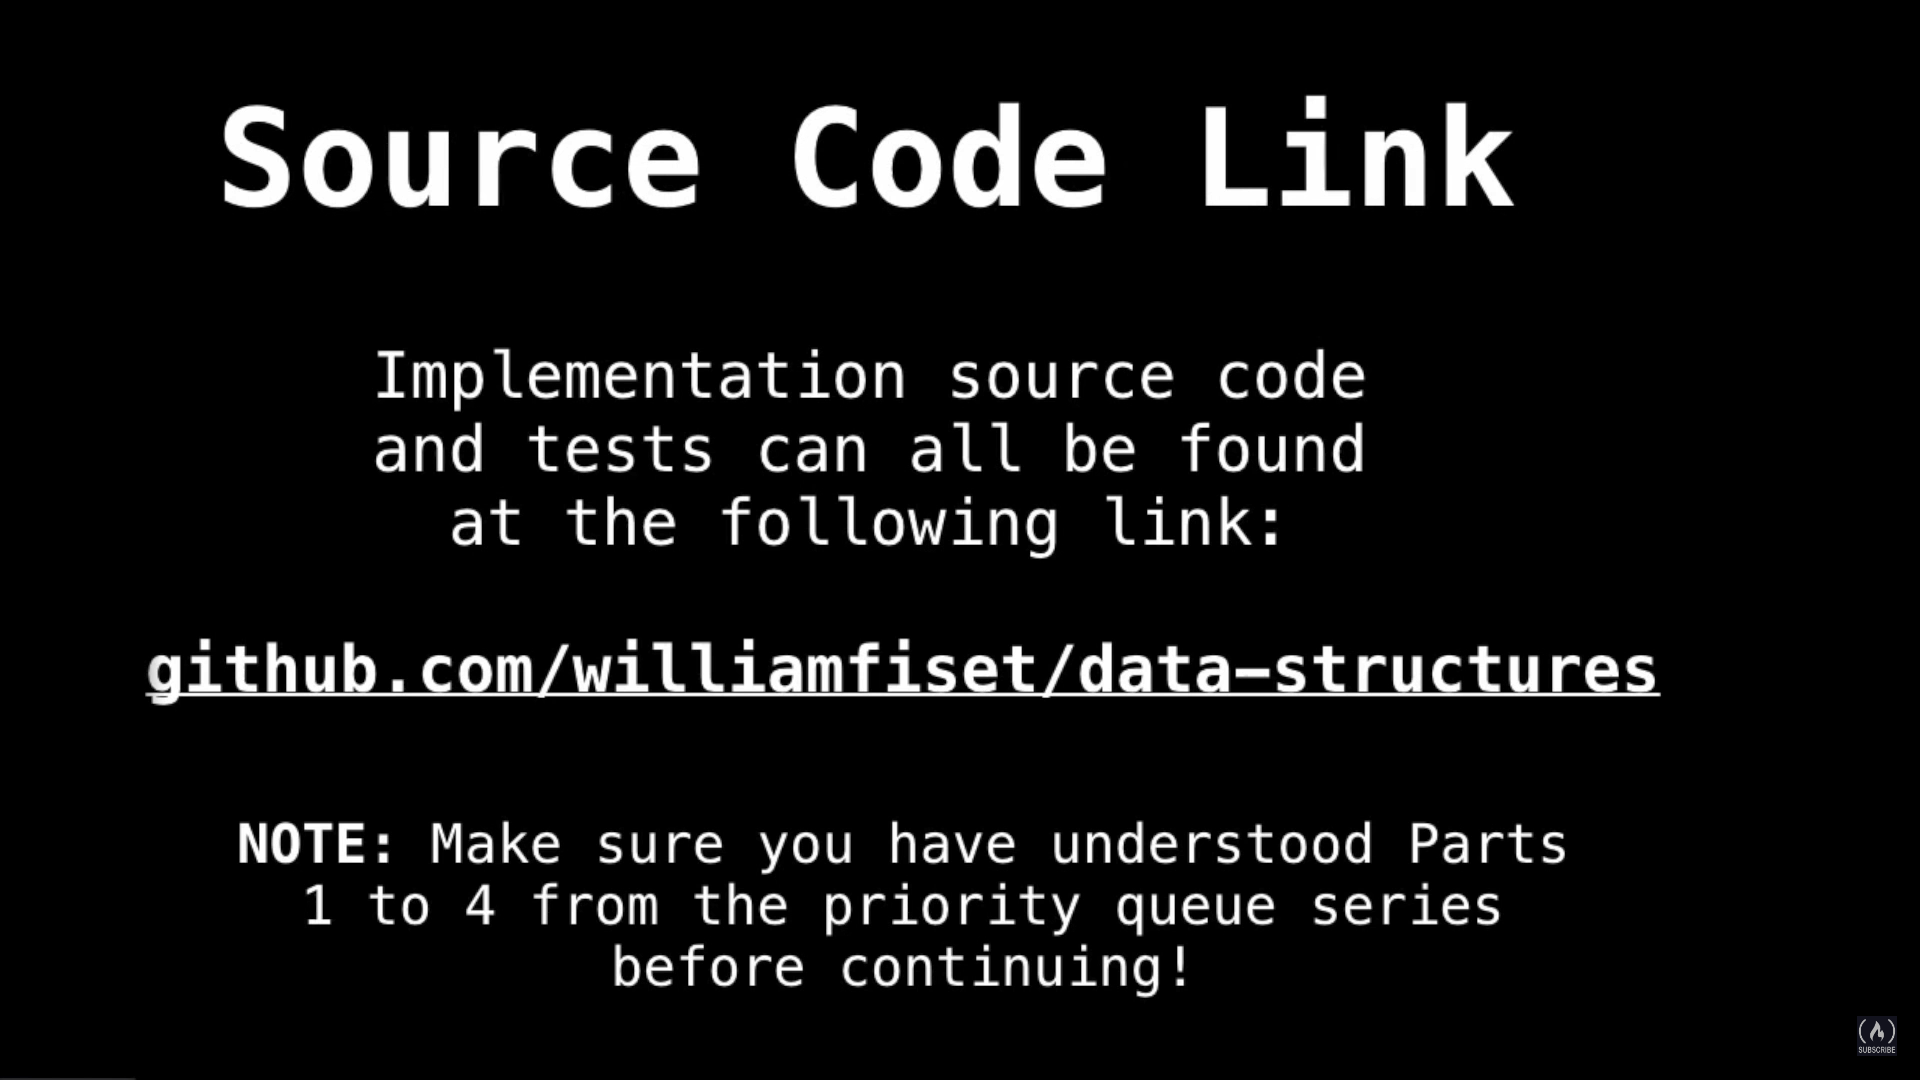 Source Code Link
Implementation source code
and tests can all be found
at the following link:
github.com/williamfiset/data-structures
NOTE: Make sure you have understood Parts
1 to 4 from the priority queue series
before continuing!
SUBSCRIBE